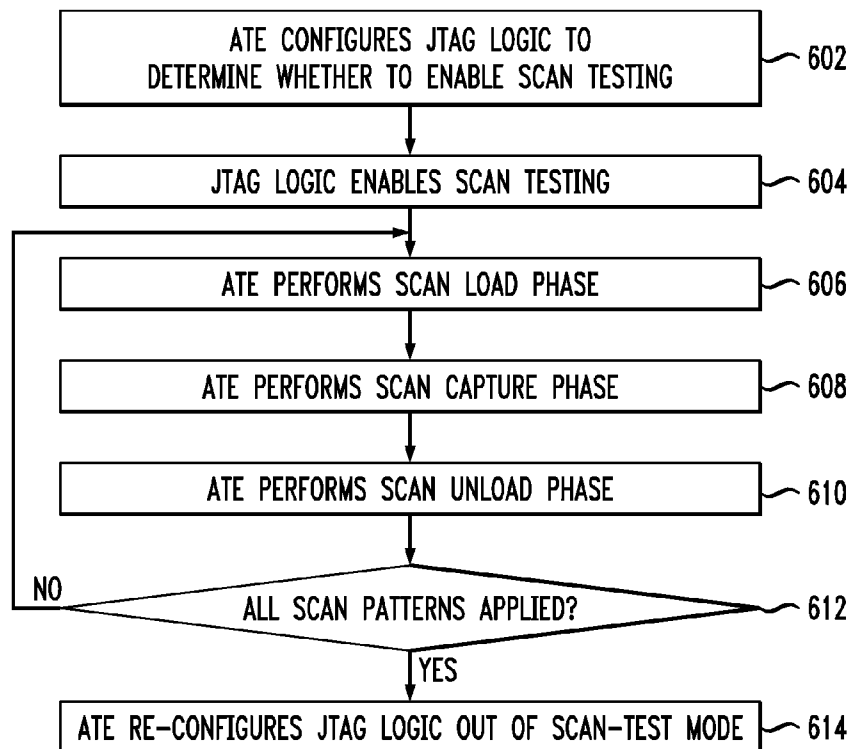 ATE CONFIGURES JTAG LOGIC TO
DETERMINE WHETHER TO ENABLE SCAN TESTING
602
JTAG LOGIC ENABLES SCAN TESTING
604
ATE PERFORMS SCAN LOAD PHASE
606
ATE PERFORMS SCAN CAPTURE PHASE
608
ATE PERFORMS SCAN UNLOAD PHASE
610
NO
ALL SCAN PATTERNS APPLIED?
612
YES
ATE RE-CONFIGURES JTAG LOGIC OUT OF SCAN-TEST MODE
614